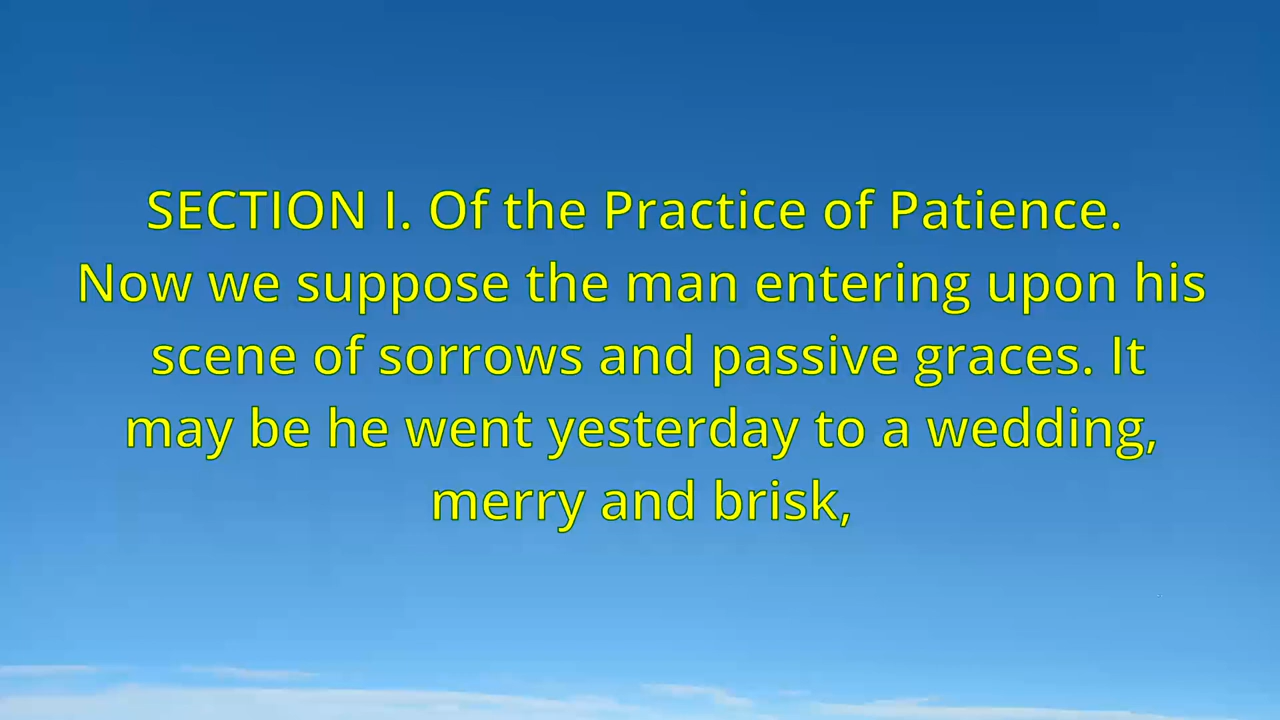 SECTION I. Of the Practice of Patience.
Now we suppose the man entering upon his
scene of sorrows and passive graces. It
may be he went yesterday to a wedding,
merry and brisk,